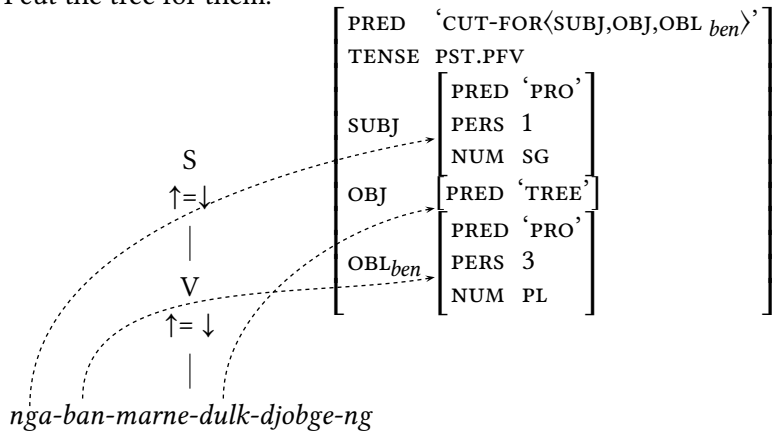 I cut the tree for them.
PRED ‘CUT-FOR⟨SUBJ,OBJ,OBL ben⟩’
TENSE PST.PFV
SUBJ
PRED ‘PRO’
PERS 1
NUM SG
OBJ PRED ‘TREE’
OBLben
PRED ‘PRO’
PERS 3
NUM PL
S
↑=↓
V
↑= ↓
nga-ban-marne-dulk-djobge-ng